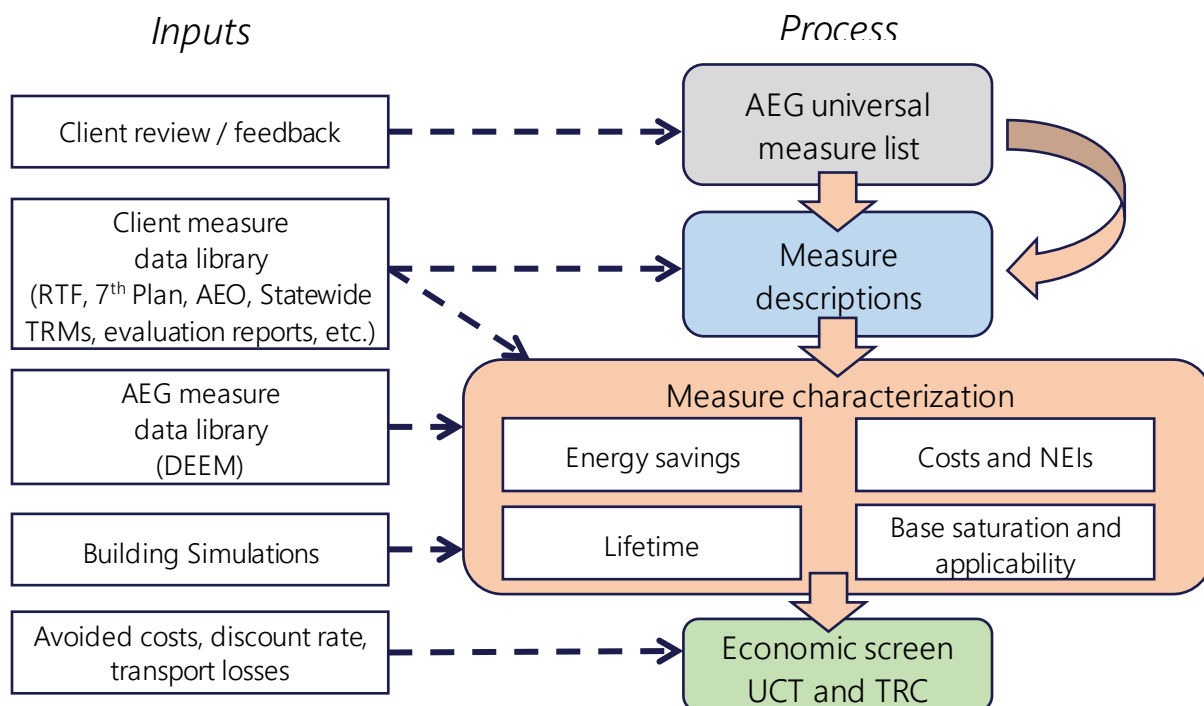 Inputs
Process
Client review / feedback
AEG universal
measure list
Client measure
data library
(RTF, 7th Plan, AEO, Statewide
TRMs, evaluation reports, etc.)
Measure
descriptions
AEG measure
data library
(DEEM)
Measure characterization
Energy savings
Costs and NEIs
Building Simulations
Lifetime
Base saturation and
applicability
Avoided costs, discount rate,
transport losses
Economic screen
UCT and TRC